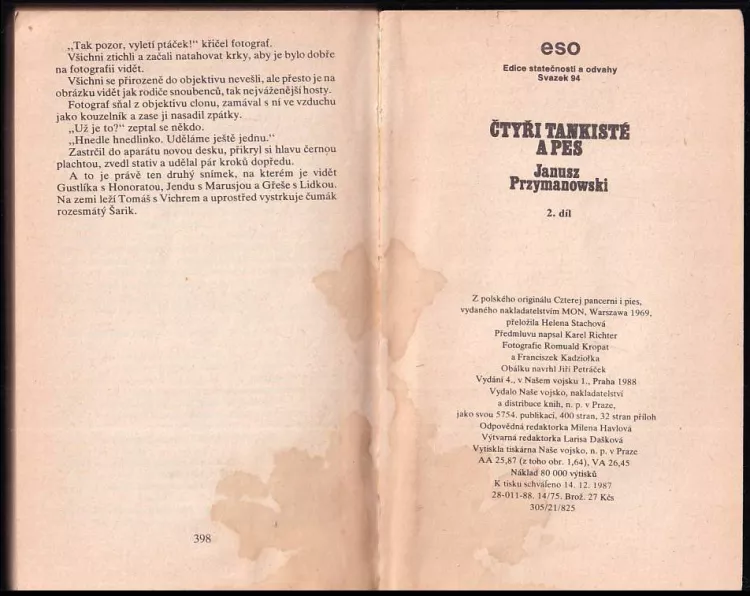 „Tak pozor, vyletí ptáček!" křičel fotograf.
Všichni ztichli a začali natahovat krky, aby je bylo dobře
na fotografii vidět.
Všichni se přirozeně do objektivu nevešli, ale přesto je na
obrázku vidět jak rodiče snoubenců, tak nejváženější hosty.
Fotograf sňal z objektivu clonu, zamával s ní ve vzduchu
jako kouzelník a zase ji nasadil zpátky.
„Už je to?" zeptal se někdo.
„Hnedle hnedlinko. Uděláme ještě jednu."
Zastrčil do aparátu novou desku, přikryl si hlavu černou
plachtou, zvedl stativ a udělal pár kroků dopředu.
A to je právě ten druhý snímek, na kterém je vidět
Gustlíka s Honoratou, Jendu s Marusjou a Gřeše s Lidkou.
Na zemi leží Tomáš s Vichrem a uprostřed vystrkuje čumák
rozesmátý Šarik.
398
eso
Edice statečnosti a odvahy
Svazek 94
ČTYŘI TANKISTÉ
A PES
Janusz
Przymanowski
2. díl
Z polského originálu Czterej pancerni i pies,
vydaného nakladatelstvím MON, Warszawa 1969,
přeložila Helena Stachová
Předmluvu napsal Karel Richter
Fotografie Romuald Kropat
a Franciszek Kadziołka
Obálku navrhl Jiří Petráček
Vydání 4., v Našem vojsku 1., Praha 1988
Vydalo Naše vojsko, nakladatelství
a distribuce knih, n. p. v Praze,
jako svou 5754. publikaci, 400 stran, 32 stran příloh
Odpovědná redaktorka Milena Havlová
Výtvarná redaktorka Larisa Dašková
Vytiskla tiskárna Naše vojsko, n. p. v Praze
AA 25,87 (z toho obr. 1,64), VA 26,45
Náklad 80 000 výtisků
K tisku schváleno 14. 12. 1987
28-011-88. 14/75. Brož. 27 Kčs
305/21/825